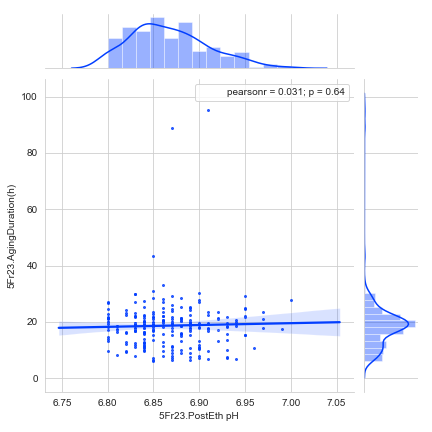 pearsonr = 0.031; p = 0.64
100
80
60
40
20
0
5Fr23.AgingDuration(h)
6.75 6.80 6.85 6.90 6.95 7.00 7.05
5Fr23.PostEth pH